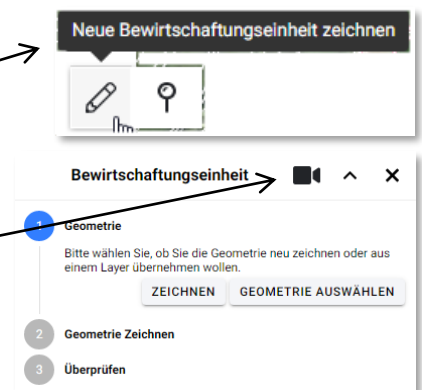 Neue Bewirtschaftungseinheit zeichnen
Bewirtschaftungseinheit
1 Geometrie
Bitte wählen Sie, ob Sie die Geometrie neu zeichnen oder aus
einem Layer übernehmen wollen.
ZEICHNEN GEOMETRIE AUSWÄHLEN
2 Geometrie Zeichnen
3 Überprüfen